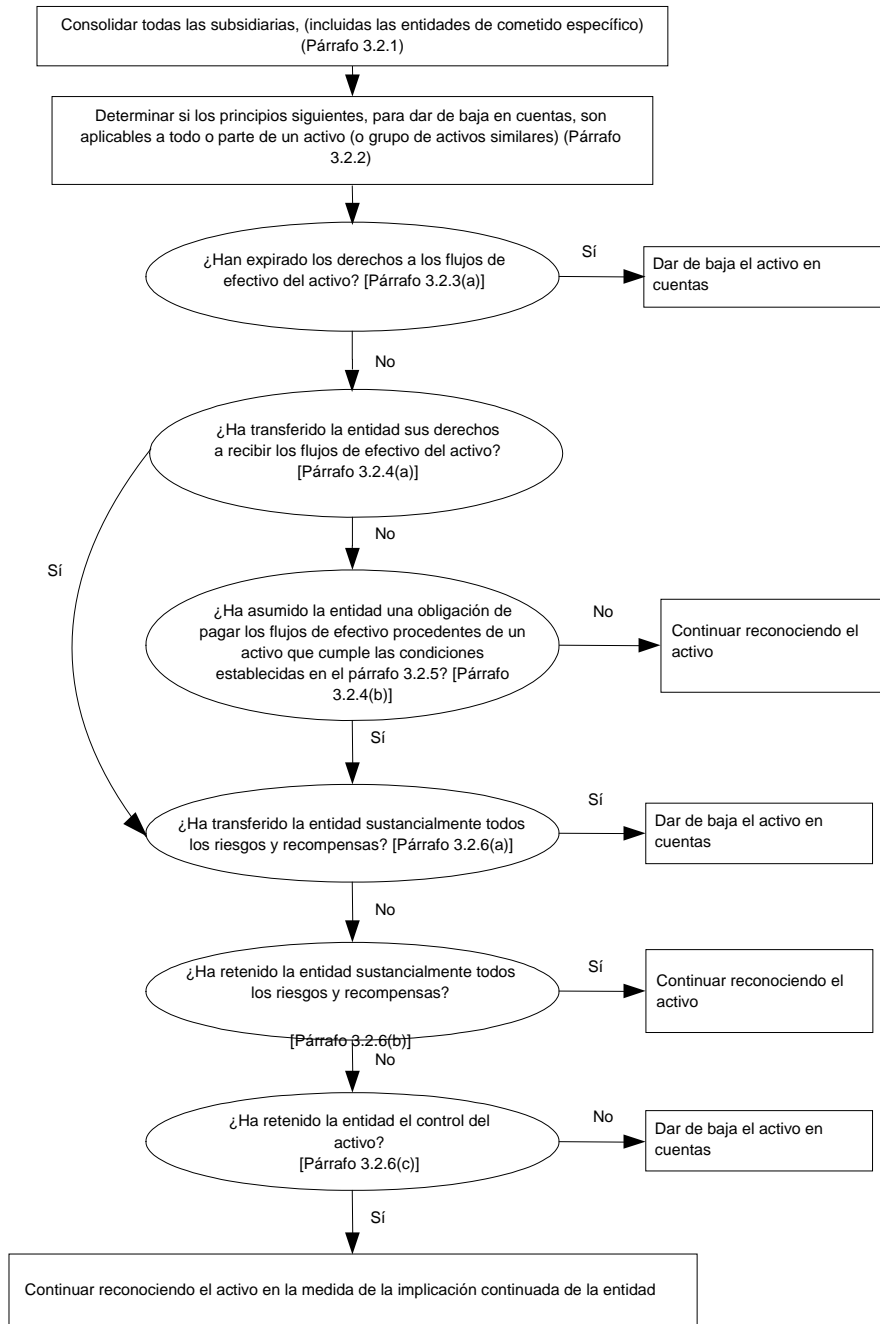 Consolidar todas las subsidiarias, (incluidas las entidades de cometido específico)
(Párrafo 3.2.1)
Determinar si los principios siguientes, para dar de baja en cuentas, son
aplicables a todo o parte de un activo (o grupo de activos similares) (Párrafo
3.2.2)
¿Han expirado los derechos a los flujos de
efectivo del activo? [Párrafo 3.2.3(a)]
Sí
Dar de baja el activo en
cuentas
No
¿Ha transferido la entidad sus derechos
a recibir los flujos de efectivo del activo?
[Párrafo 3.2.4(a)]
No
Sí
¿Ha asumido la entidad una obligación de
pagar los flujos de efectivo procedentes de un
activo que cumple las condiciones
establecidas en el párrafo 3.2.5? [Párrafo
3.2.4(b)]
No
Continuar reconociendo el
activo
Sí
¿Ha transferido la entidad sustancialmente todos
los riesgos y recompensas? [Párrafo 3.2.6(a)]
Sí
Dar de baja el activo en
cuentas
No
¿Ha retenido la entidad sustancialmente todos
los riesgos y recompensas?
[Párrafo 3.2.6(b)]
Sí
Continuar reconociendo el
activo
No
¿Ha retenido la entidad el control del
activo?
[Párrafo 3.2.6(c)]
No
Dar de baja el activo en
cuentas
Sí
Continuar reconociendo el activo en la medida de la implicación continuada de la entidad